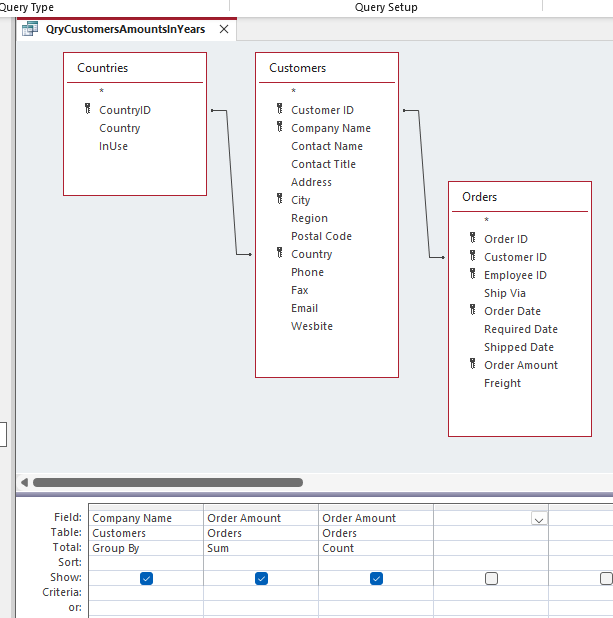 Query Type Query Setup
QryCustomersAmountsInYears
Countries
*
CountryID
Country
InUse
Customers
*
Customer ID
Company Name
Contact Name
Contact Title
Address
City
Region
Postal Code
Country
Phone
Fax
Email
Wesbite
Orders
*
Order ID
Customer ID
Employee ID
Ship Via
Order Date
Required Date
Shipped Date
Order Amount
Freight
Field: Company Name Order Amount Order Amount
Table: Customers Orders Orders
Total: Group By Sum Count
Sort:
Show:
Criteria:
or: